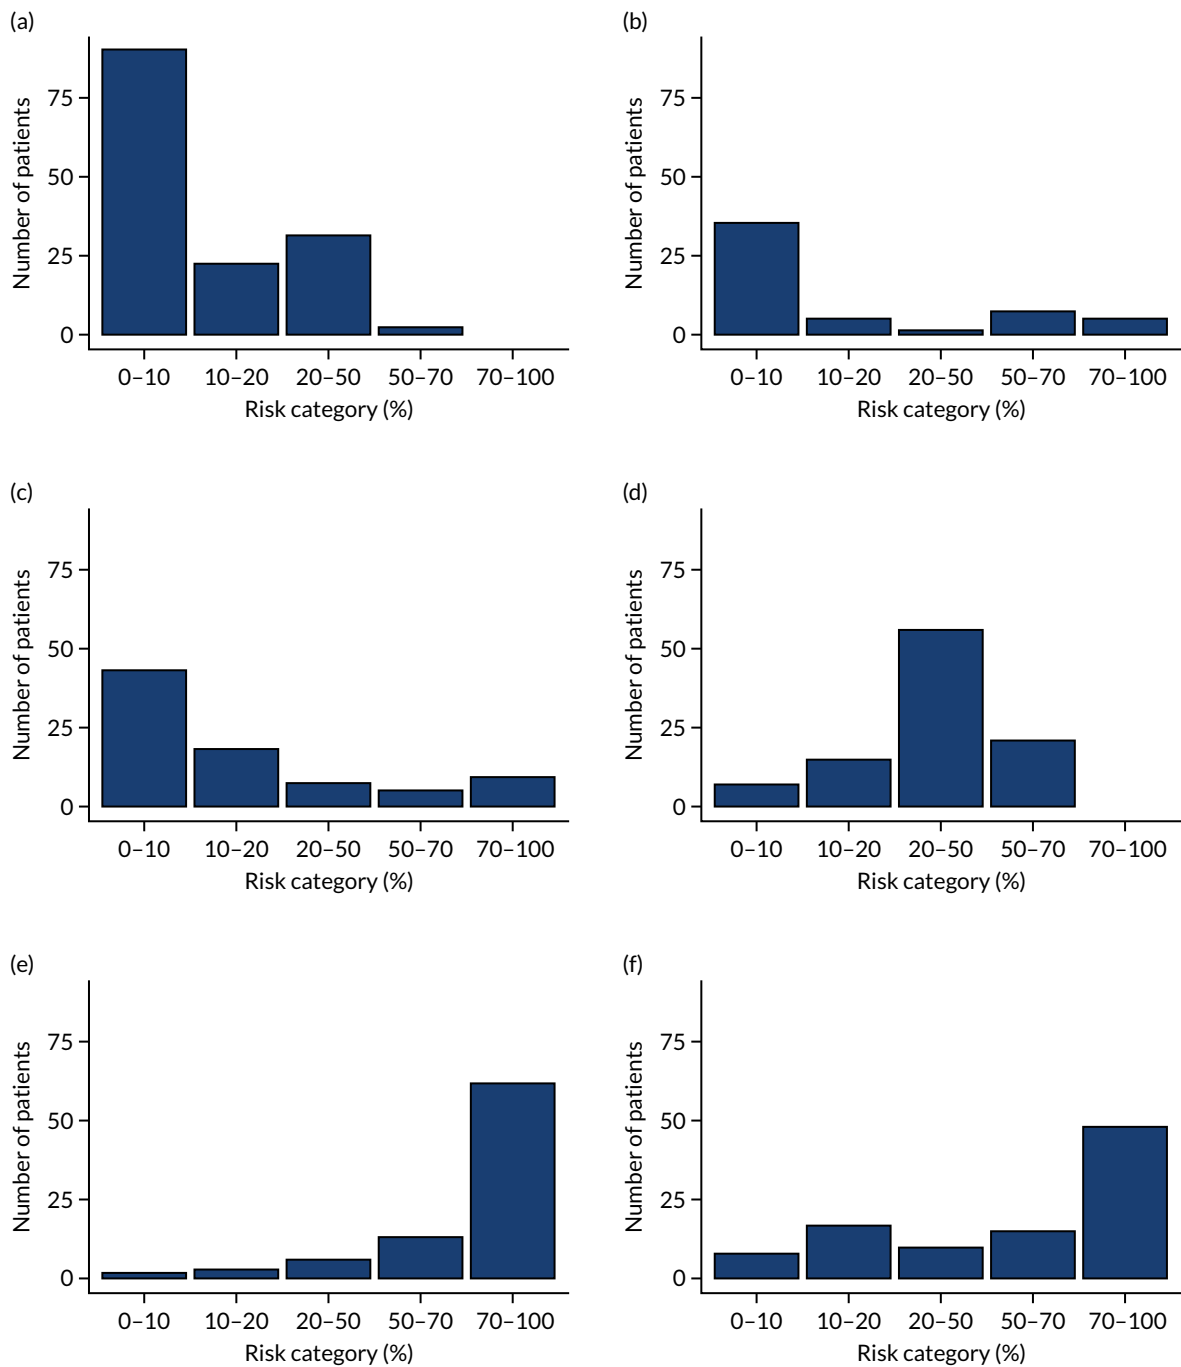 (a)
Number of patients
75
50
25
0
0–10 10–20 20–50 50–70 70–100
Risk category (%)
(b)
Number of patients
75
50
25
0
0–10 10–20 20–50 50–70 70–100
Risk category (%)
(c)
Number of patients
75
50
25
0
0–10 10–20 20–50 50–70 70–100
Risk category (%)
(d)
Number of patients
75
50
25
0
0–10 10–20 20–50 50–70 70–100
Risk category (%)
(e)
Number of patients
75
50
25
0
0–10 10–20 20–50 50–70 70–100
Risk category (%)
(f)
Number of patients
75
50
25
0
0–10 10–20 20–50 50–70 70–100
Risk category (%)